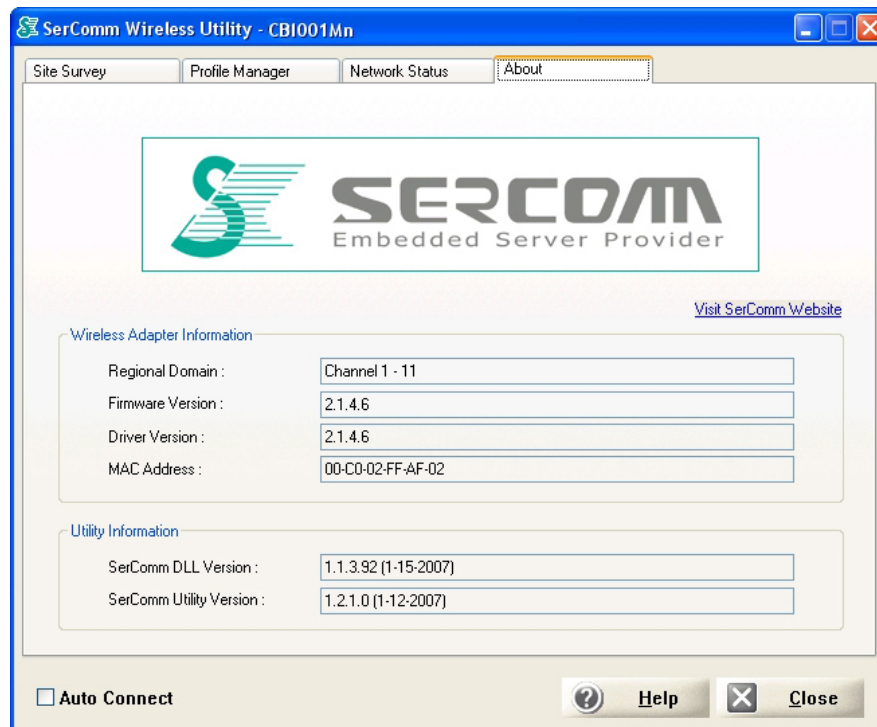 SerComm Wireless Utility - CBI001Mn
Site Survey Profile Manager Network Status About
SERCOMM
Embedded Server Provider
Visit SerComm Website
Wireless Adapter Information
Regional Domain : Channel 1 - 11
Firmware Version : 2.1.4.6
Driver Version : 2.1.4.6
MAC Address : 00-C0-02-FF-AF-02
Utility Information
SerComm DLL Version : 1.1.3.92 (1-15-2007)
SerComm Utility Version : 1.2.1.0 (1-12-2007)
Auto Connect Help Close